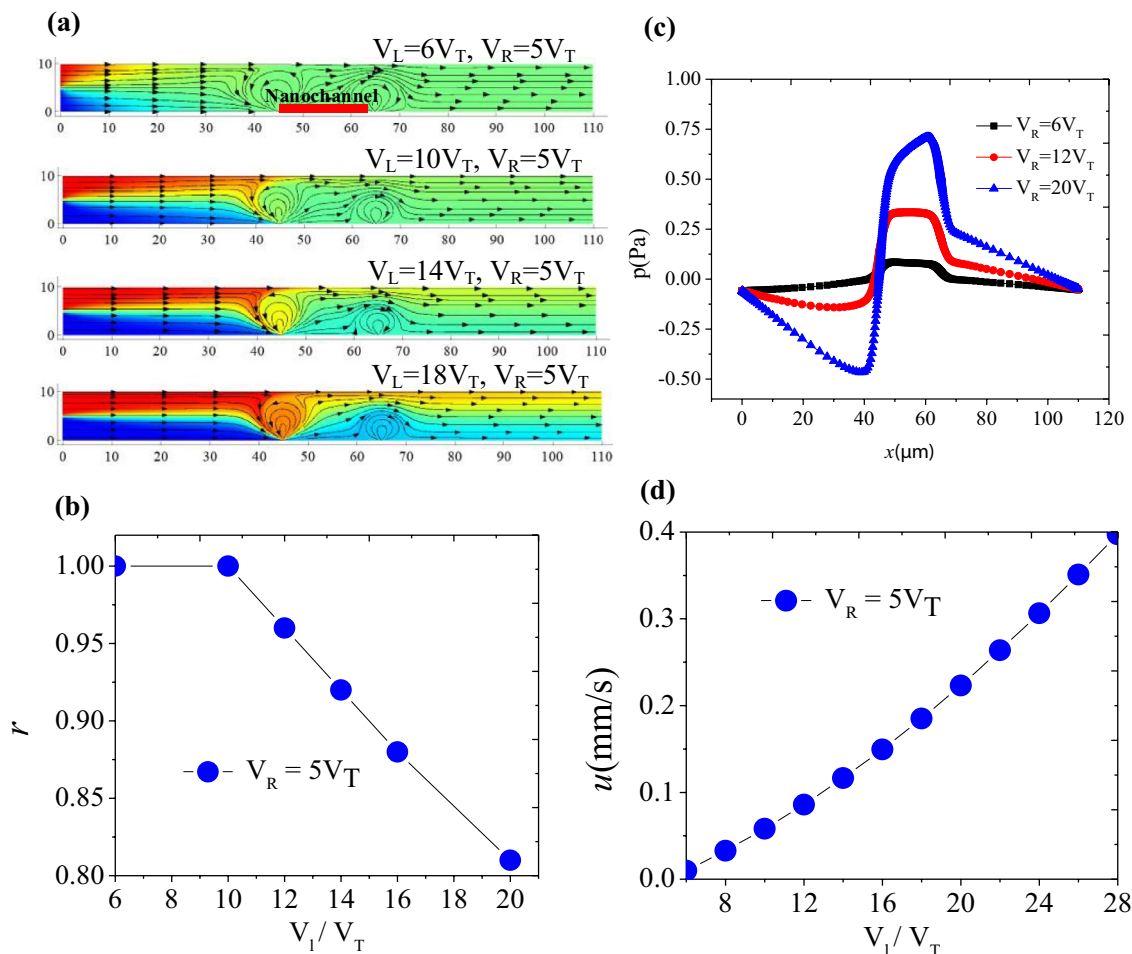 (a)
V_L=6V_T, V_R=5V_T
10
0
Nanochannel
0 10 20 30 40 50 60 70 80 90 100 110
V_L=10V_T, V_R=5V_T
10
0
0 10 20 30 40 50 60 70 80 90 100 110
V_L=14V_T, V_R=5V_T
10
0
0 10 20 30 40 50 60 70 80 90 100 110
V_L=18V_T, V_R=5V_T
10
0
0 10 20 30 40 50 60 70 80 90 100 110
(c)
p(Pa)
1.00
0.75
0.50
0.25
0.00
-0.25
-0.50
V_R=6V_T
V_R=12V_T
V_R=20V_T
0 20 40 60 80 100 120
x(μm)
(b)
r
1.00
0.95
0.90
0.85
0.80
V_R = 5V_T
6 8 10 12 14 16 18 20
V_l/ V_T
(d)
u(mm/s)
0.4
0.3
0.2
0.1
0.0
V_R = 5V_T
8 12 16 20 24 28
V_l/ V_T